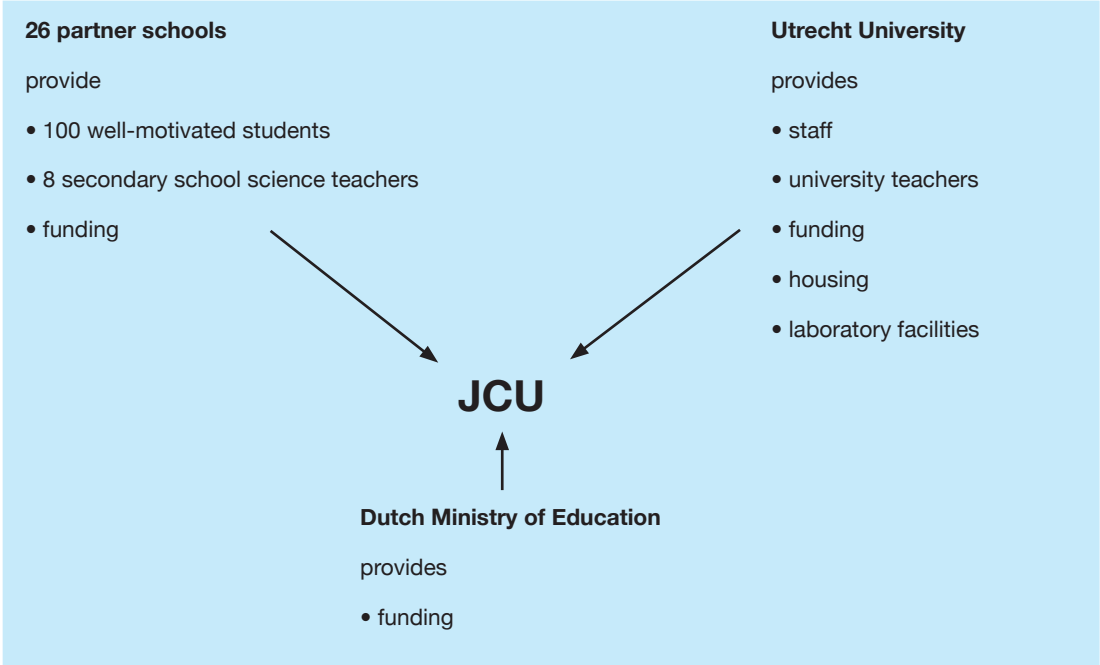 26 partner schools
provide
• 100 well-motivated students
• 8 secondary school science teachers
• funding
Utrecht University
provides
• staff
• university teachers
• funding
• housing
• laboratory facilities
JCU
Dutch Ministry of Education
provides
• funding